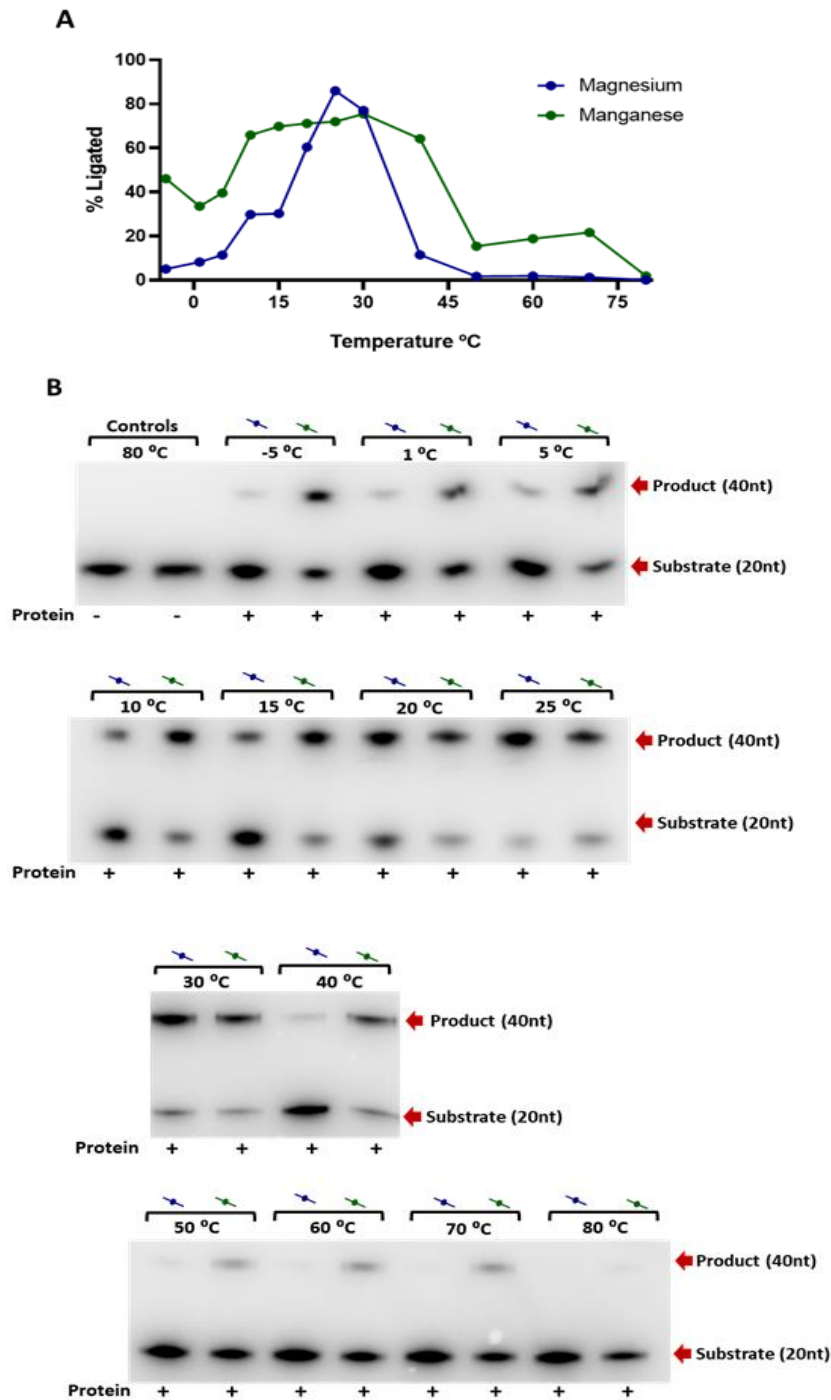 A
100
80
60
40
20
0
% Ligated
0 15 30 45 60 75
Temperature ºC
Magnesium
Manganese
B
Controls
80 ºC -5 ºC 1 ºC 5 ºC
Product (40nt)
Substrate (20nt)
Protein - - + + + + + +
10 ºC 15 ºC 20 ºC 25 ºC
Product (40nt)
Substrate (20nt)
Protein + + + + + + + +
30 ºC 40 ºC
Product (40nt)
Substrate (20nt)
Protein + + + +
50 ºC 60 ºC 70 ºC 80 ºC
Product (40nt)
Substrate (20nt)
Protein + + + + + + + +